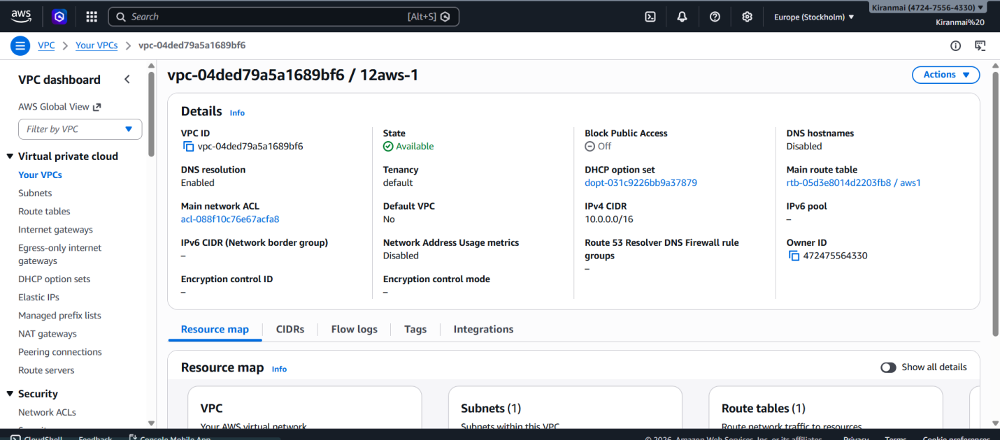 aws
Search [Alt+S]
Europe (Stockholm)
Kiranmai (4724-7556-4330)
Kiranmai%20
VPC
Your VPCs
vpc-04ded79a5a1689bf6
VPC dashboard
AWS Global View
Filter by VPC
Virtual private cloud
Your VPCs
Subnets
Route tables
Internet gateways
Egress-only internet
gateways
DHCP option sets
Elastic IPs
Managed prefix lists
NAT gateways
Peering connections
Route servers
Security
Network ACLs
vpc-04ded79a5a1689bf6 / 12aws-1
Actions
Details Info
VPC ID
vpc-04ded79a5a1689bf6
State
Available
Block Public Access
Off
DNS hostnames
Disabled
DNS resolution
Enabled
Tenancy
default
DHCP option set
dopt-031c9226bb9a37879
Main route table
rtb-05d3e8014d2203fb8 / aws1
Main network ACL
acl-088f10c76e67acfa8
Default VPC
No
IPv4 CIDR
10.0.0.0/16
IPv6 pool
–
IPv6 CIDR (Network border group)
–
Network Address Usage metrics
Disabled
Route 53 Resolver DNS Firewall rule
groups
–
Owner ID
472475564330
Encryption control ID
–
Encryption control mode
–
Resource map
CIDRs
Flow logs
Tags
Integrations
Resource map Info
Show all details
VPC
Your AWS virtual network
Subnets (1)
Subnets within this VPC
Route tables (1)
Route network traffic to resources
CloudShell
Feedback
Console Mobile App
© 2026, Amazon Web Services, Inc. or its affiliates.
Privacy
Terms
Cookie preferences